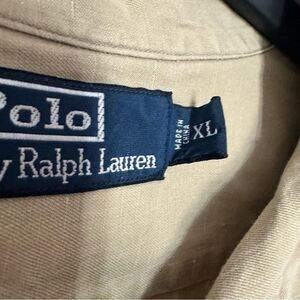 Polo
y Ralph Lauren
MADE IN
CHINA
XL